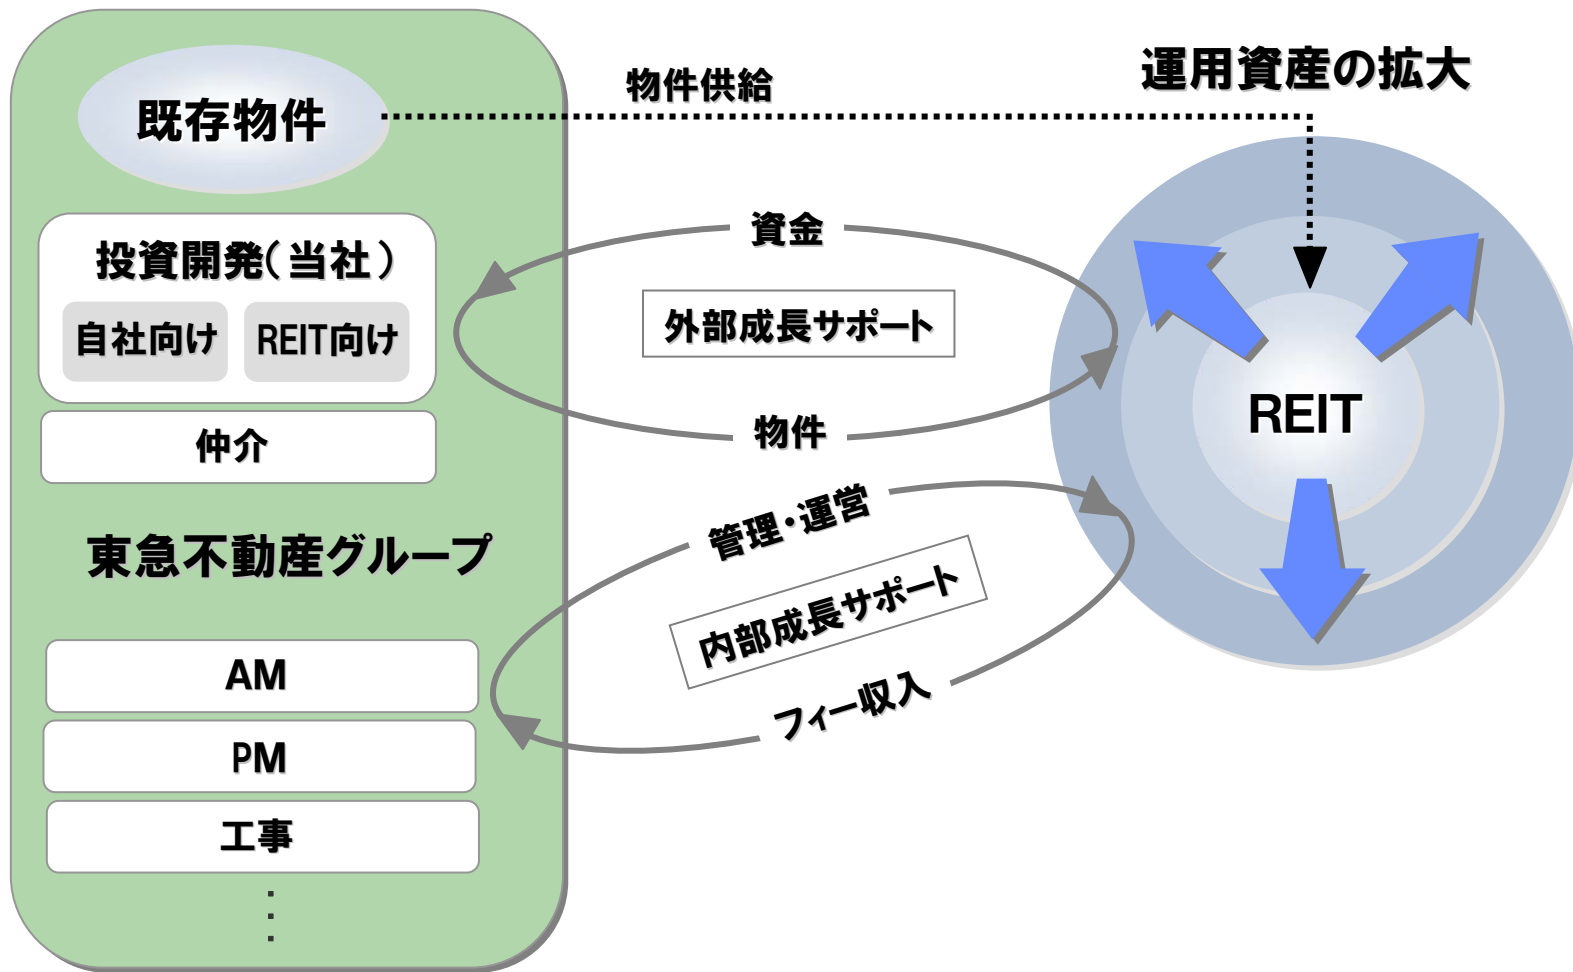 運用資産の拡大
物件供給
既存物件
投資開発(当社)
自社向け
REIT向け
仲介
東急不動産グループ
AM
PM
工事
資金
外部成長サポート
物件
管理・運営
内部成長サポート
フィー収入
REIT